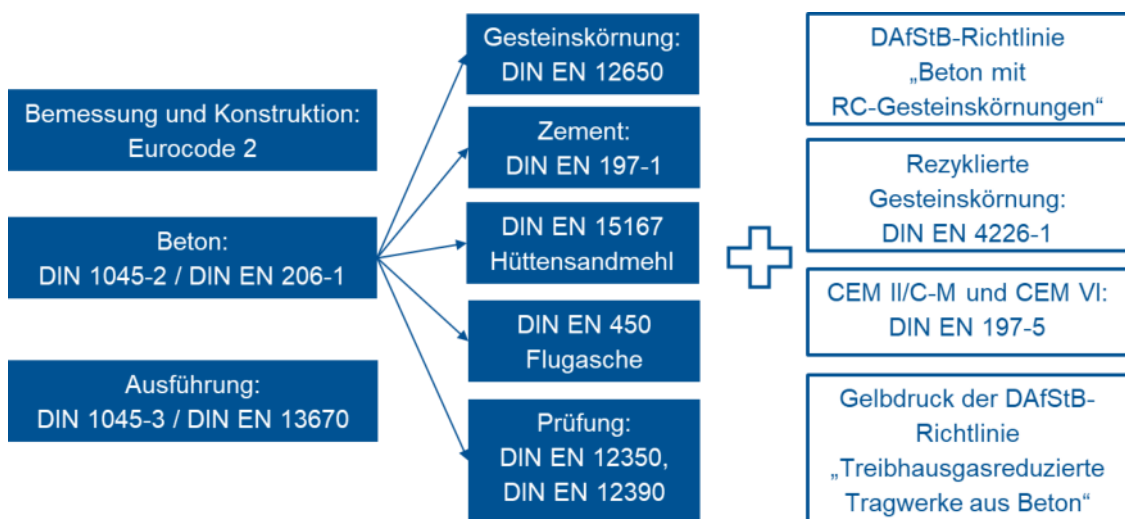 Bemessung und Konstruktion:
Eurocode 2
Beton:
DIN 1045-2 / DIN EN 206-1
Ausführung:
DIN 1045-3 / DIN EN 13670
Gesteinskörnung:
DIN EN 12650
Zement:
DIN EN 197-1
DIN EN 15167
Hüttensandmehl
DIN EN 450
Flugasche
Prüfung:
DIN EN 12350,
DIN EN 12390
DAfStB-Richtlinie
„Beton mit
RC-Gesteinskörnungen“
Rezyklierte
Gesteinskörnung:
DIN EN 4226-1
CEM II/C-M und CEM VI:
DIN EN 197-5
Gelbdruck der DAfStB-
Richtlinie
„Treibhausgasreduzierte
Tragwerke aus Beton“